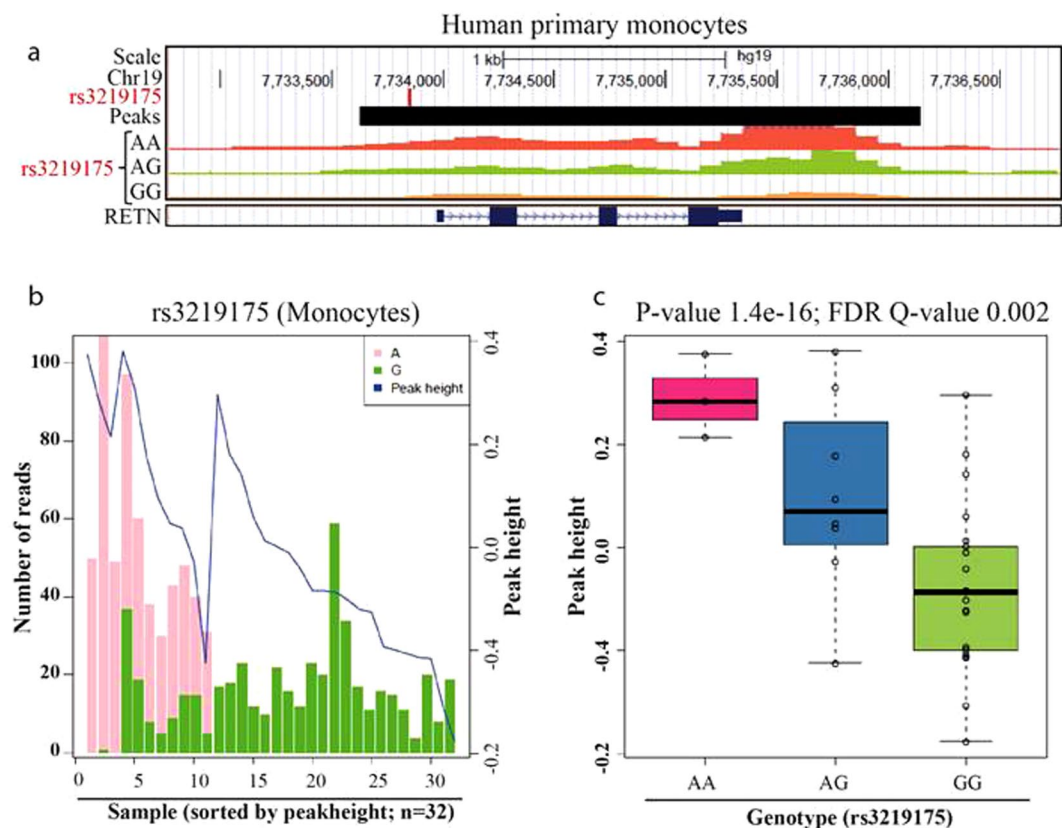 Human primary monocytes
a
Scale 1 kb hg19
Chr19 7,733,500 7,734,000 7,734,500 7,735,000 7,735,500 7,736,000 7,736,500
rs3219175
Peaks
AA
rs3219175 AG
GG
RETN
b
rs3219175 (Monocytes)
A
G
Peak height
Number of reads
100
80
60
40
20
0
0.4
0.2
0.0
-0.4
-0.2
Peak height
0 5 10 15 20 25 30
Sample (sorted by peakheight; n=32)
c
P-value 1.4e-16; FDR Q-value 0.002
Peak height
0.4
0.2
0.0
-0.4
-0.2
AA AG GG
Genotype (rs3219175)